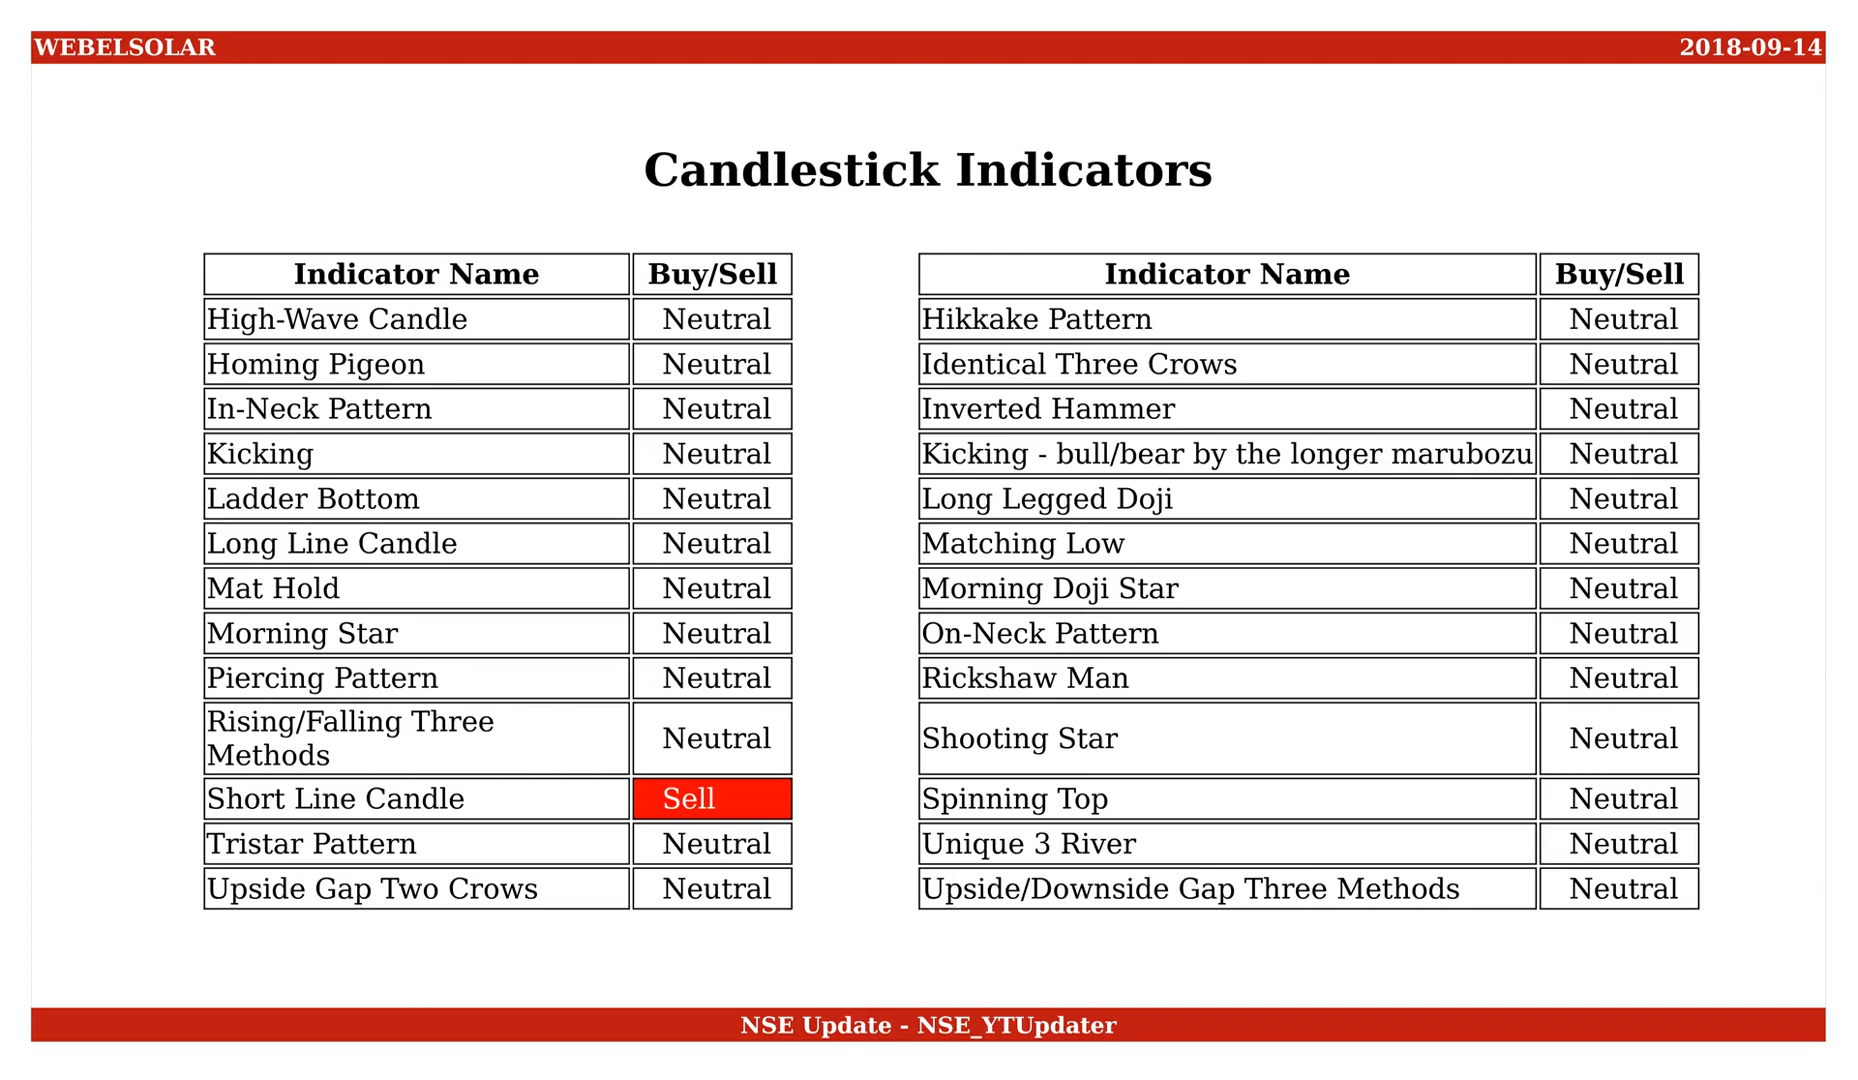 WEBELSOLAR 2018-09-14
Candlestick Indicators
Indicator Name Buy/Sell
High-Wave Candle Neutral
Homing Pigeon Neutral
In-Neck Pattern Neutral
Kicking Neutral
Ladder Bottom Neutral
Long Line Candle Neutral
Mat Hold Neutral
Morning Star Neutral
Piercing Pattern Neutral
Rising/Falling Three
Methods Neutral
Short Line Candle Sell
Tristar Pattern Neutral
Upside Gap Two Crows Neutral
Indicator Name Buy/Sell
Hikkake Pattern Neutral
Identical Three Crows Neutral
Inverted Hammer Neutral
Kicking - bull/bear by the longer marubozu Neutral
Long Legged Doji Neutral
Matching Low Neutral
Morning Doji Star Neutral
On-Neck Pattern Neutral
Rickshaw Man Neutral
Shooting Star Neutral
Spinning Top Neutral
Unique 3 River Neutral
Upside/Downside Gap Three Methods Neutral
NSE Update - NSE_YTUpdater